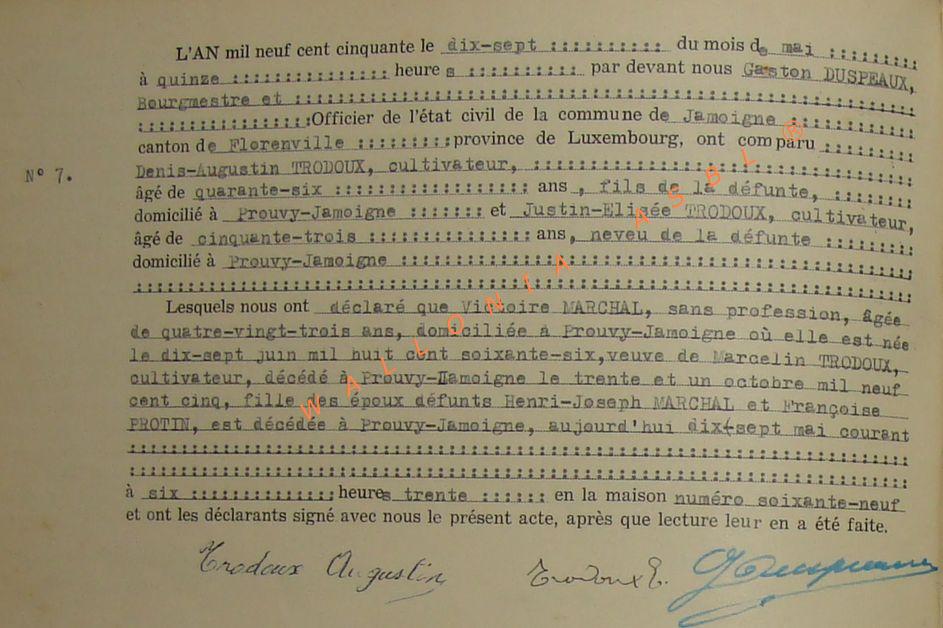 L'AN mil neuf cent cinquante le dix-sept :::::::::: du mois de mai :::::::
à quinze ::::::::::::::: heures :::::::::: par devant nous Gaston DUSPEAUX,
Bourgmestre et ::::::::::::::::::::::::::::::::::::::::
:::::::::::::::::Officier de l'état civil de la commune de Jamoigne :::::::::::
canton de Florenville :::::::::province de Luxembourg, ont comparu ::::::::
N° 7.
Denis-Augustin TRODOUX, cultivateur, ::::::::::::::::::::::::
âgé de quarante-six :::::::::::::::: ans , fils de la défunte, :::::::
domicilié à Prouvy-Jamoigne ::::::: et Justin-Elisée TRODOUX, cultivateur,
âgé de cinquante-trois ::::::::::::::: ans, neveu de la défunte ::::::::
domicilié à Prouvy-Jamoigne ::::::::::::::::::::::::::::::::::::
::::::::::::::::::::::::::::::::::::::::::::::::::::::
Lesquels nous ont déclaré que Victoire MARCHAL, sans profession, âgée
de quatre-vingt-trois ans, domiciliée à Prouvy-Jamoigne où elle est née
le dix-sept juin mil huit cent soixante-six,veuve de Marcelin TRODOUX,
cultivateur, décédé à Prouvy-Jamoigne le trente et un octobre mil neuf
cent cinq, fille des époux défunts Henri-Joseph MARCHAL et Françoise
PROTIN, est décédée à Prouvy-Jamoigne, aujourd'hui dix-sept mai courant
::::::::::::::::::::::::::::::::::::::::::::::::::::::
::::::::::::::::::::::::::::::::::::::::::::::::::::::
à six ::::::::::::::heures trente :::::: en la maison numéro soixante-neuf
et ont les déclarants signé avec nous le présent acte, après que lecture leur en a été faite.
Trodoux Augustin Trodoux E. G Duspeaux
WALLONIA ASBL ®